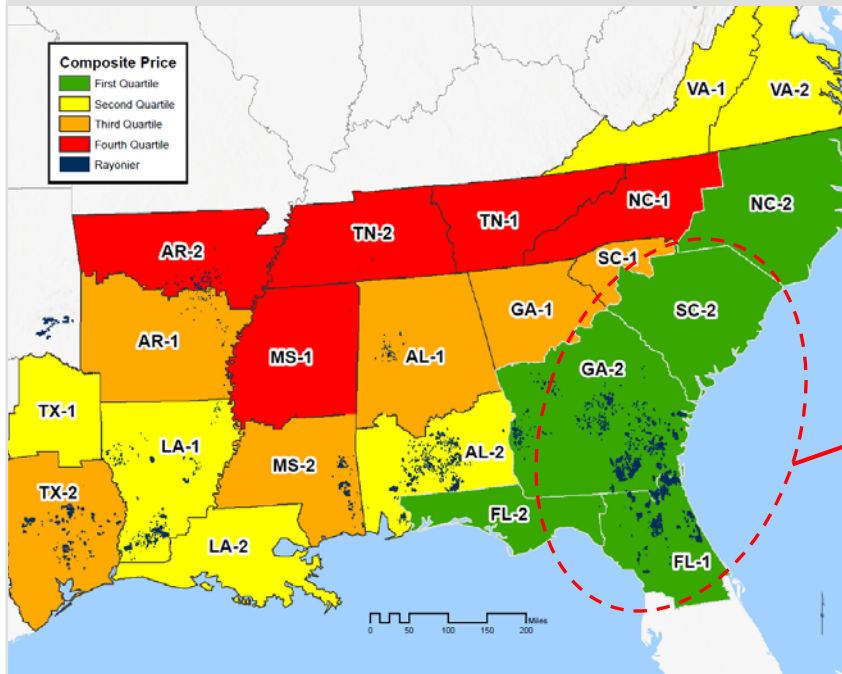 Composite Price
First Quartile
Second Quartile
Third Quartile
Fourth Quartile
Rayonier
VA-1
VA-2
NC-1
NC-2
TN-1
TN-2
AR-2
SC-1
SC-2
GA-1
AR-1
MS-1
AL-1
GA-2
TX-1
LA-1
MS-2
AL-2
TX-2
FL-2
LA-2
FL-1
Miles
0 50 100 150 200